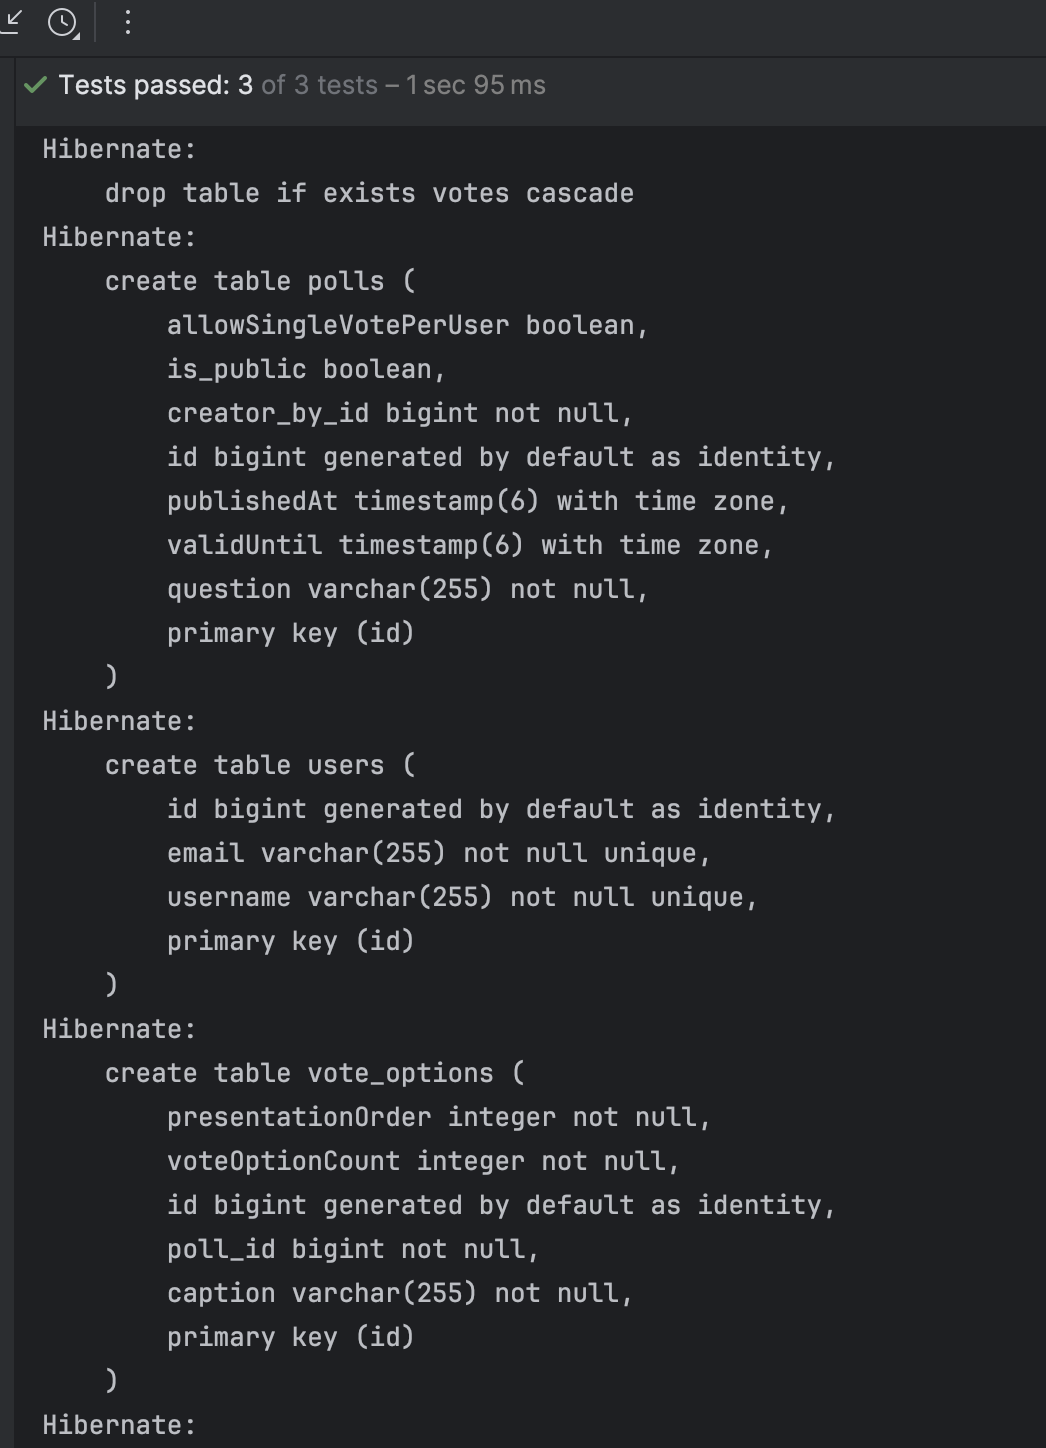 Tests passed: 3 of 3 tests – 1 sec 95 ms
Hibernate:
    drop table if exists votes cascade
Hibernate:
    create table polls (
        allowSingleVotePerUser boolean,
        is_public boolean,
        creator_by_id bigint not null,
        id bigint generated by default as identity,
        publishedAt timestamp(6) with time zone,
        validUntil timestamp(6) with time zone,
        question varchar(255) not null,
        primary key (id)
    )
Hibernate:
    create table users (
        id bigint generated by default as identity,
        email varchar(255) not null unique,
        username varchar(255) not null unique,
        primary key (id)
    )
Hibernate:
    create table vote_options (
        presentationOrder integer not null,
        voteOptionCount integer not null,
        id bigint generated by default as identity,
        poll_id bigint not null,
        caption varchar(255) not null,
        primary key (id)
    )
Hibernate: